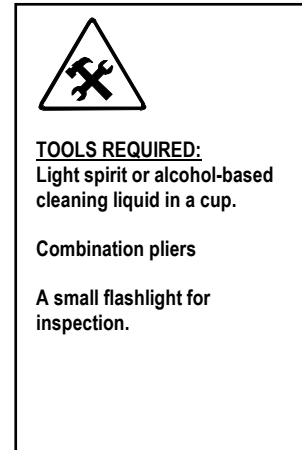 TOOLS REQUIRED:
Light spirit or alcohol-based
cleaning liquid in a cup.
Combination pliers
A small flashlight for
inspection.